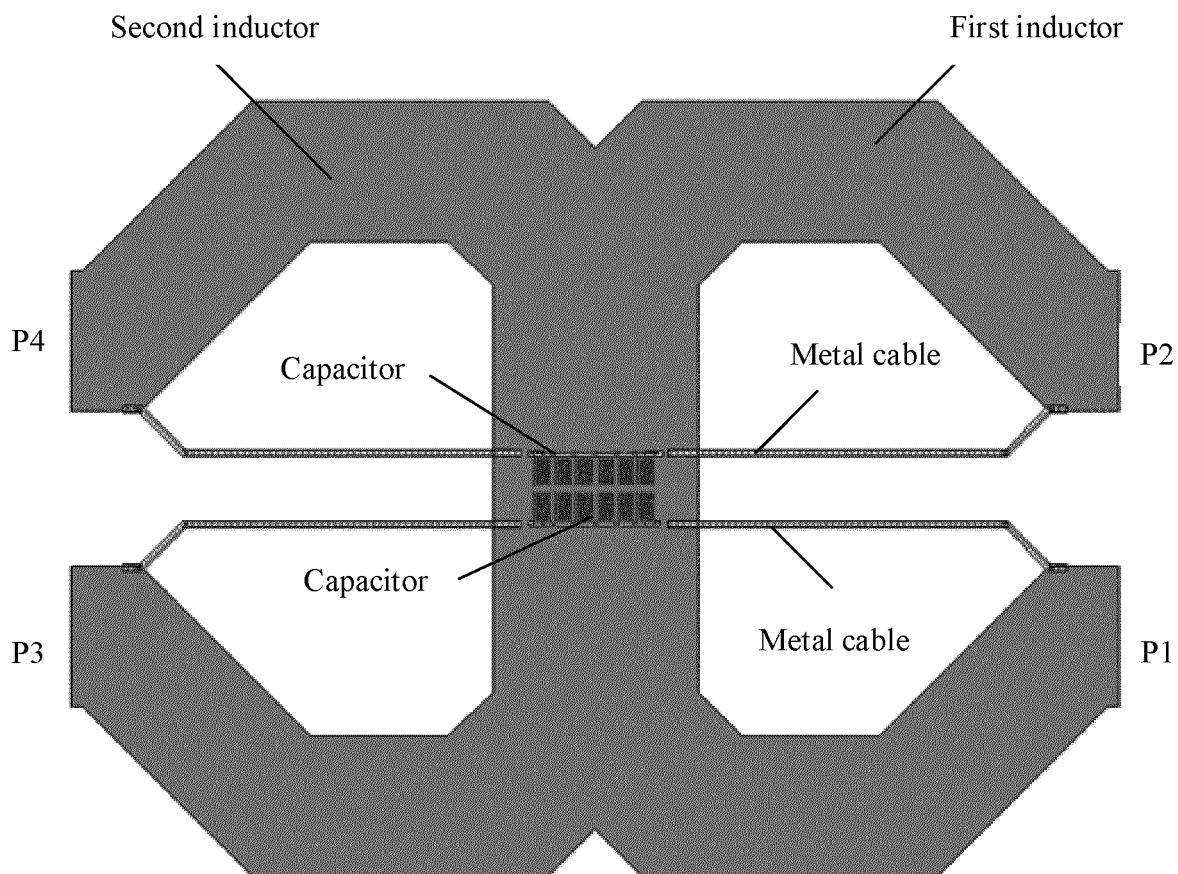 Second inductor
First inductor
P4
Capacitor
Metal cable
P2
Capacitor
P3
Metal cable
P1